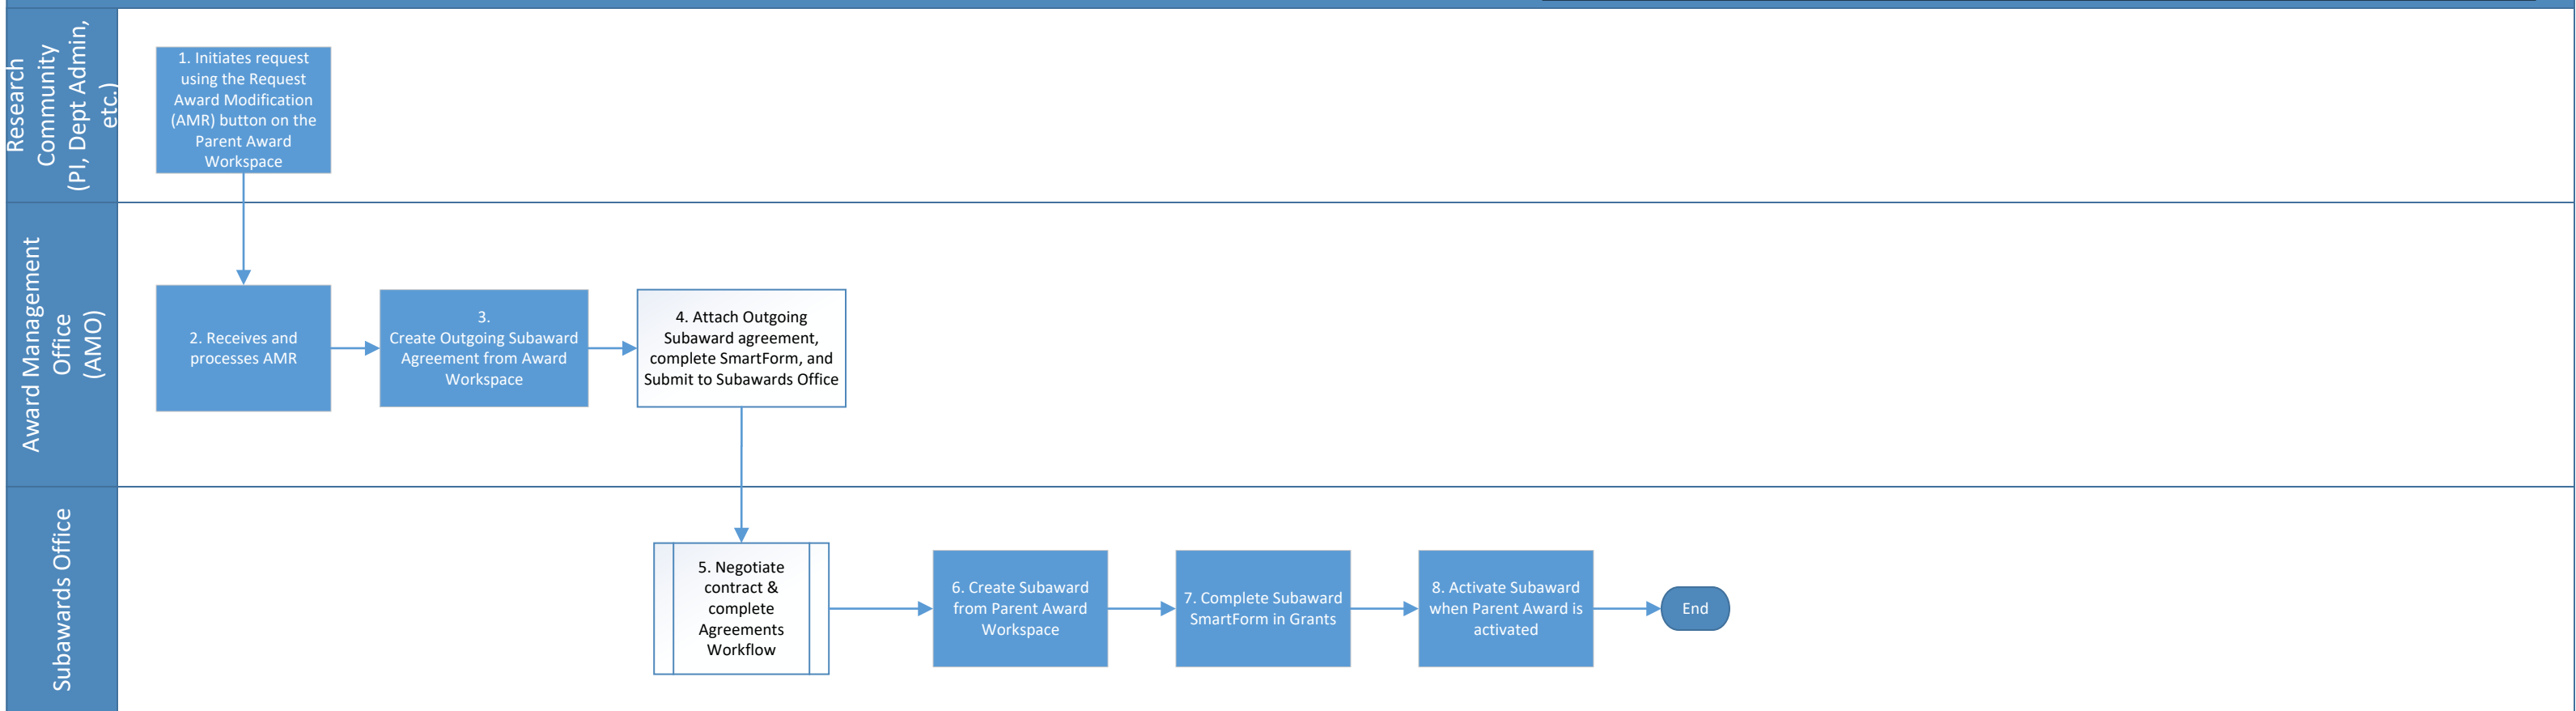 Research
Community
(PI, Dept Admin,
etc.)
1. Initiates request
using the Request
Award Modification
(AMR) button on the
Parent Award
Workspace
Award Management
Office
(AMO)
2. Receives and
processes AMR
3.
Create Outgoing Subaward
Agreement from Award
Workspace
4. Attach Outgoing
Subaward agreement,
complete SmartForm, and
Submit to Subawards Office
Subawards Office
5. Negotiate
contract &
complete
Agreements
Workflow
6. Create Subaward
from Parent Award
Workspace
7. Complete Subaward
SmartForm in Grants
8. Activate Subaward
when Parent Award is
activated
End